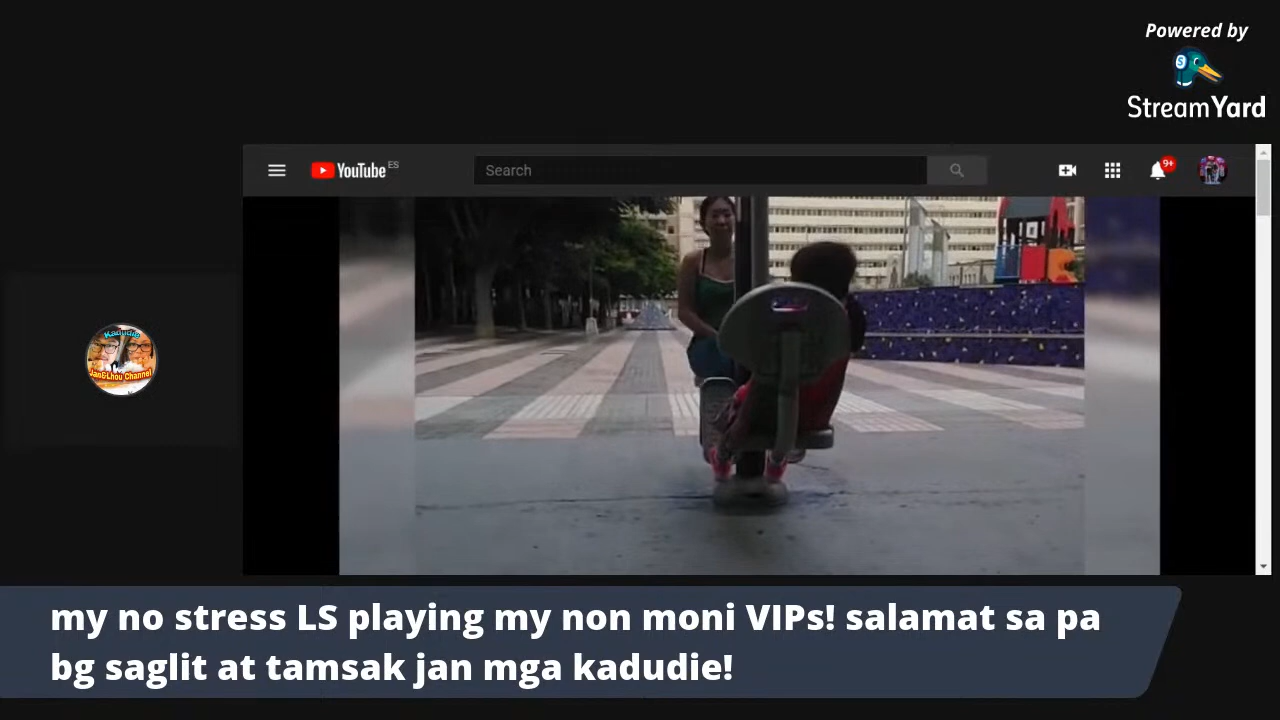 Powered by
StreamYard
YouTube ES
Search
9+
Kadudie
Jan&Lhou Channel
my no stress LS playing my non moni VIPs! salamat sa pa
bg saglit at tamsak jan mga kadudie!